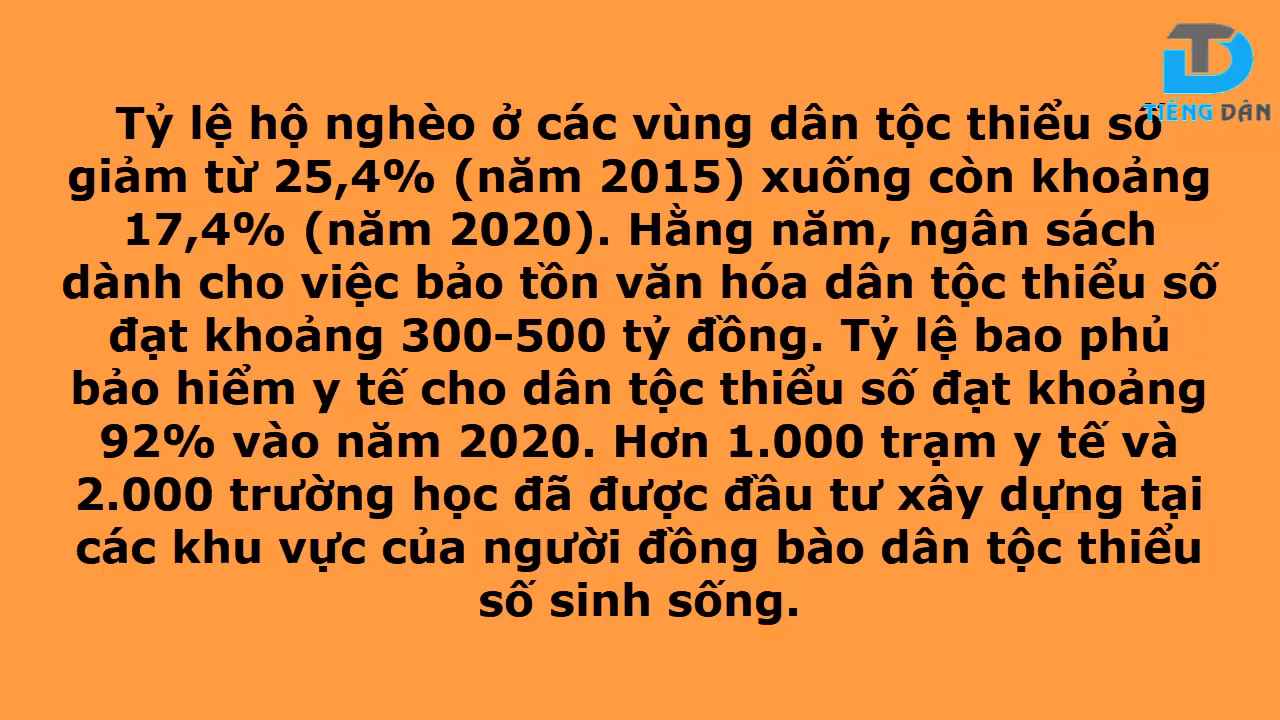 TIẾNG DÂN
Tỷ lệ hộ nghèo ở các vùng dân tộc thiểu số
giảm từ 25,4% (năm 2015) xuống còn khoảng
17,4% (năm 2020). Hằng năm, ngân sách
dành cho việc bảo tồn văn hóa dân tộc thiểu số
đạt khoảng 300-500 tỷ đồng. Tỷ lệ bao phủ
bảo hiểm y tế cho dân tộc thiểu số đạt khoảng
92% vào năm 2020. Hơn 1.000 trạm y tế và
2.000 trường học đã được đầu tư xây dựng tại
các khu vực của người đồng bào dân tộc thiểu
số sinh sống.